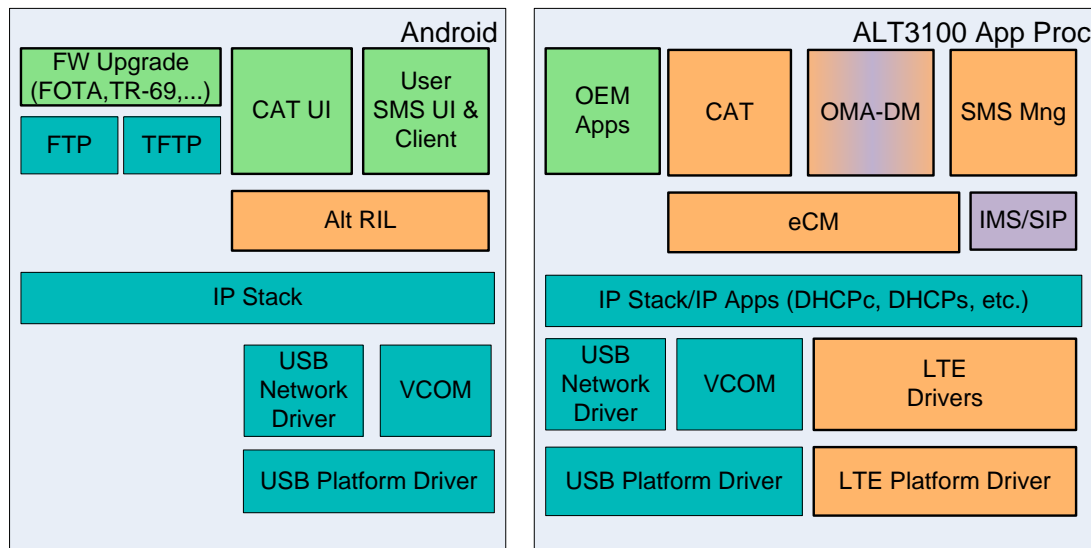 Android
FW Upgrade
(FOTA,TR-69,...)
CAT UI
User
SMS UI &
Client
FTP
TFTP
Alt RIL
IP Stack
USB
Network
Driver
VCOM
USB Platform Driver
ALT3100 App Proc
OEM
Apps
CAT
OMA-DM
SMS Mng
eCM
IMS/SIP
IP Stack/IP Apps (DHCPc, DHCPs, etc.)
USB
Network
Driver
VCOM
LTE
Drivers
USB Platform Driver
LTE Platform Driver